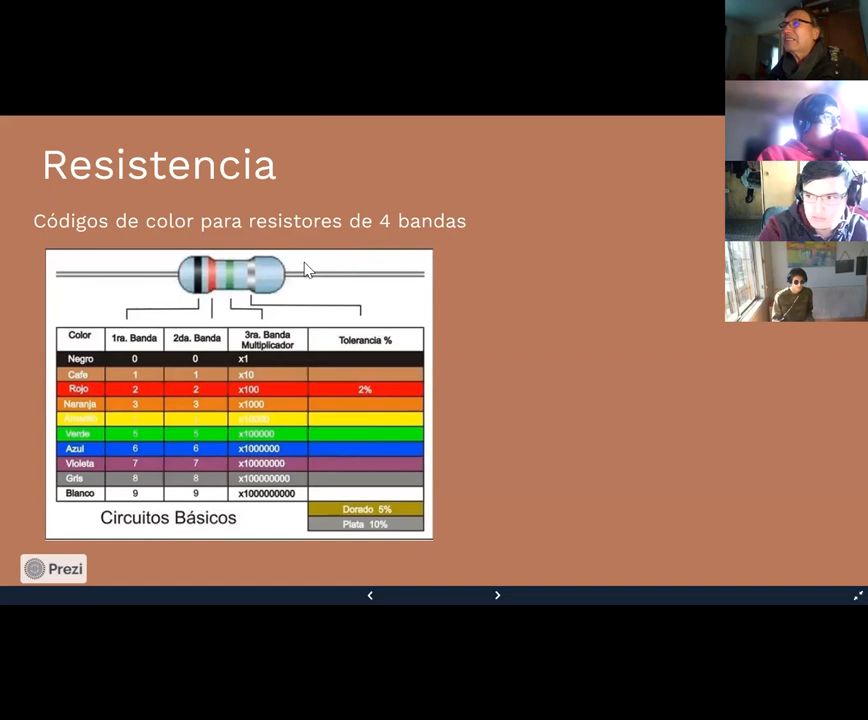 Resistencia
Códigos de color para resistores de 4 bandas
Color 1ra. Banda 2da. Banda 3ra. Banda Multiplicador Tolerancia %
Negro 0 0 x1
Cafe 1 1 x10
Rojo 2 2 x100 2%
Naranja 3 3 x1000
Amarillo x10000
Verde 5 5 x100000
Azul 6 6 x1000000
Violeta 7 7 x10000000
Gris 8 8 x100000000
Blanco 9 9 x1000000000
Dorado 5%
Circuitos Básicos
Plata 10%
Prezi